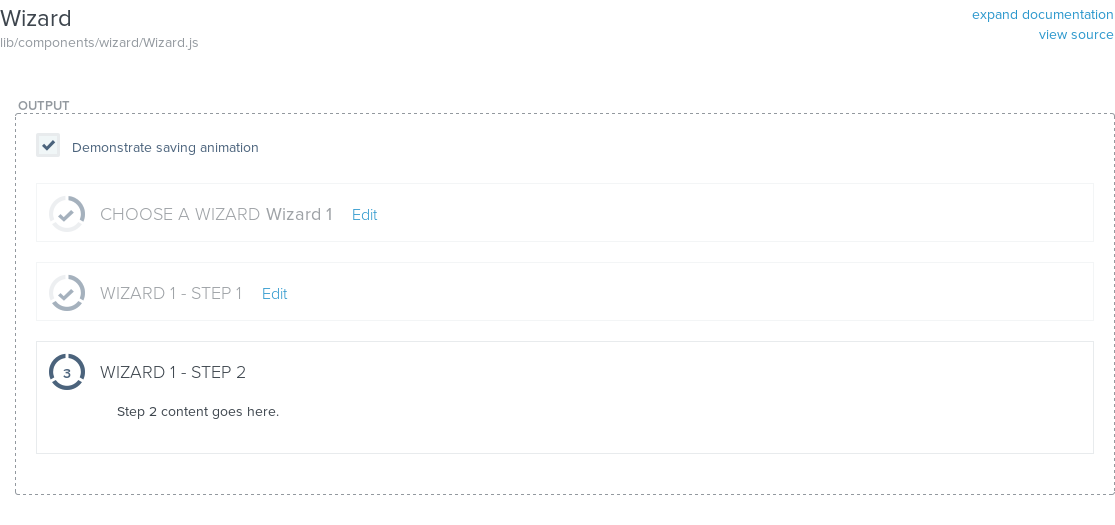 Wizard
expand documentation
lib/components/wizard/Wizard.js
view source
OUTPUT
Demonstrate saving animation
CHOOSE A WIZARD Wizard 1 Edit
WIZARD 1 - STEP 1 Edit
3 WIZARD 1 - STEP 2
Step 2 content goes here.